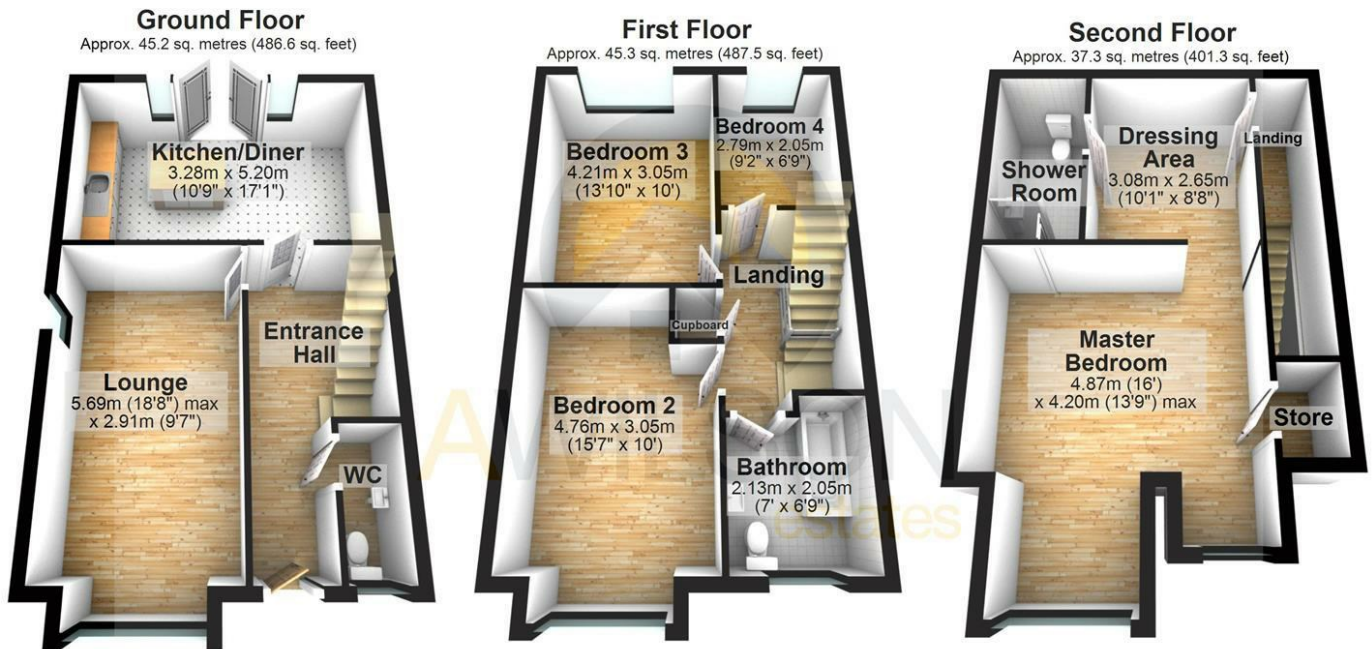 Ground Floor
Approx. 45.2 sq. metres (486.6 sq. feet)
Kitchen/Diner
3.28m x 5.20m
(10'9" x 17'1")
Lounge
5.69m (18'8") max
x 2.91m (9'7")
Entrance
Hall
WC
First Floor
Approx. 45.3 sq. metres (487.5 sq. feet)
Bedroom 3
4.21m x 3.05m
(13'10" x 10')
Bedroom 4
2.79m x 2.05m
(9'2" x 6'9")
Landing
Cupboard
Bedroom 2
4.76m x 3.05m
(15'7" x 10')
Bathroom
2.13m x 2.05m
(7' x 6'9")
estates
Second Floor
Approx. 37.3 sq. metres (401.3 sq. feet)
Shower
Room
Dressing
Area
3.08m x 2.65m
(10'1" x 8'8")
Landing
Master
Bedroom
4.87m (16')
x 4.20m (13'9") max
Store